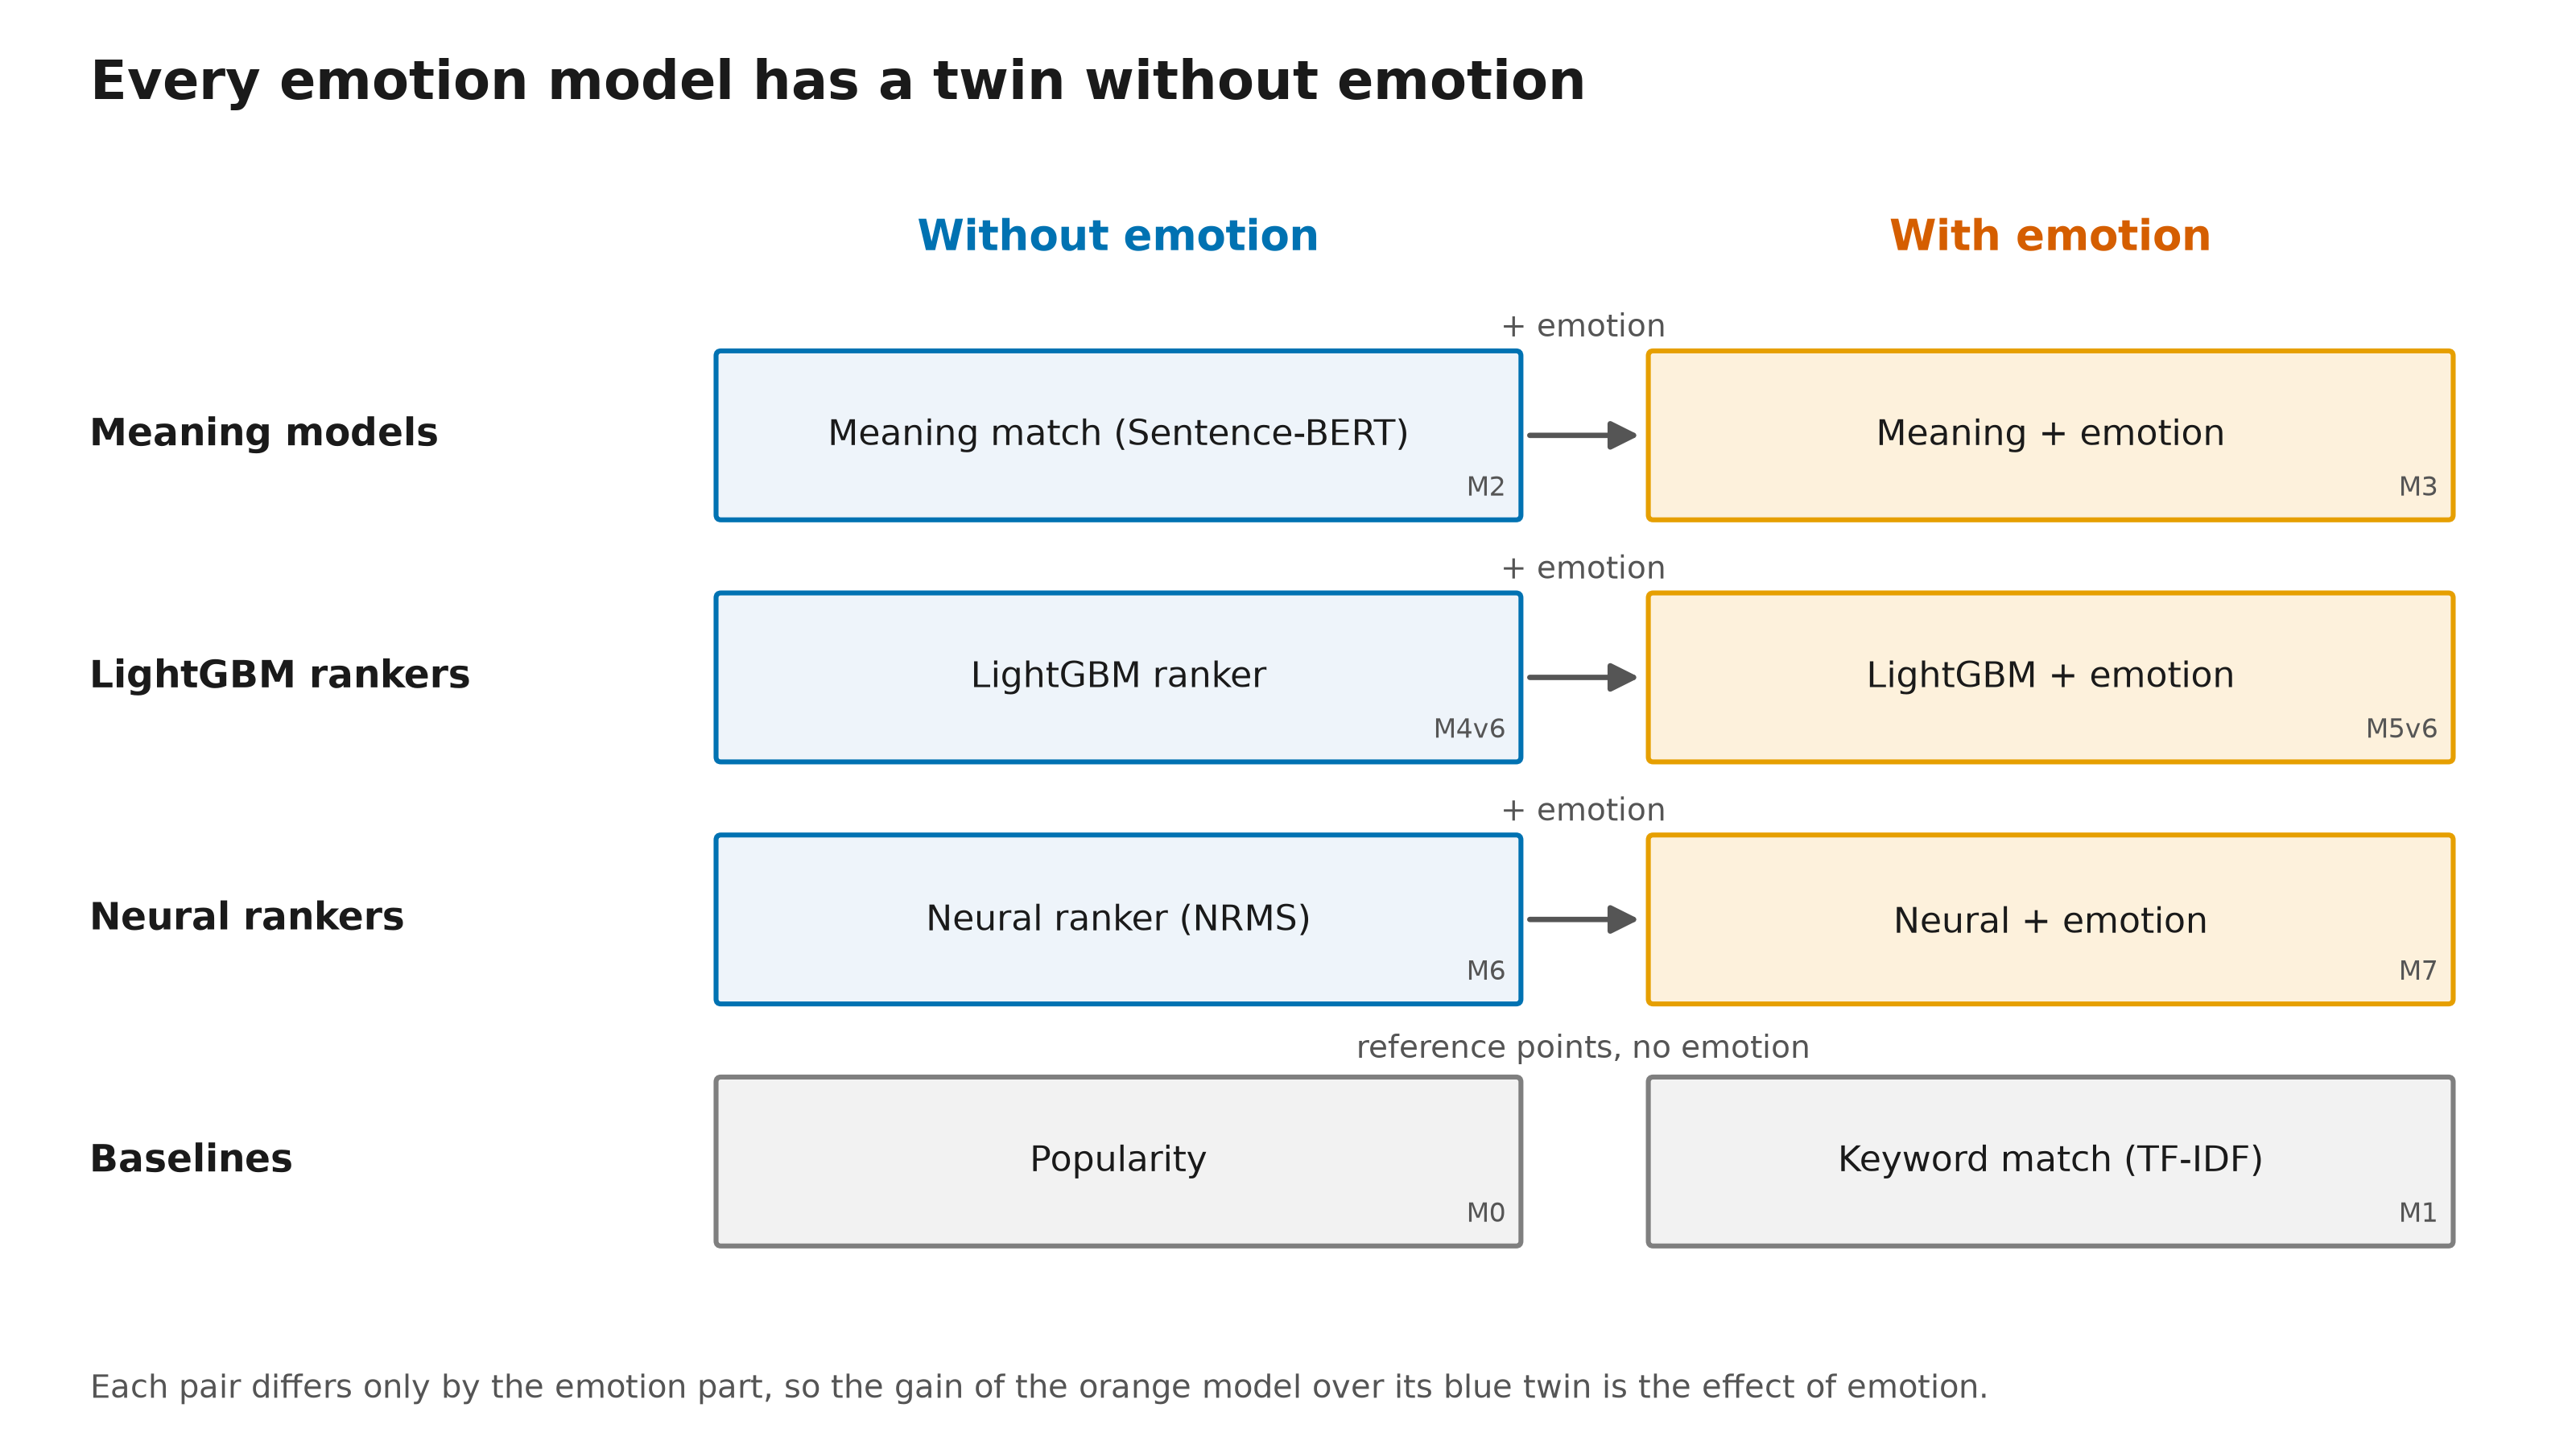 Every emotion model has a twin without emotion
Without emotion
With emotion
+ emotion
Meaning models
Meaning match (Sentence-BERT)
M2
Meaning + emotion
M3
+ emotion
LightGBM rankers
LightGBM ranker
M4v6
LightGBM + emotion
M5v6
+ emotion
Neural rankers
Neural ranker (NRMS)
M6
Neural + emotion
M7
reference points, no emotion
Baselines
Popularity
M0
Keyword match (TF-IDF)
M1
Each pair differs only by the emotion part, so the gain of the orange model over its blue twin is the effect of emotion.